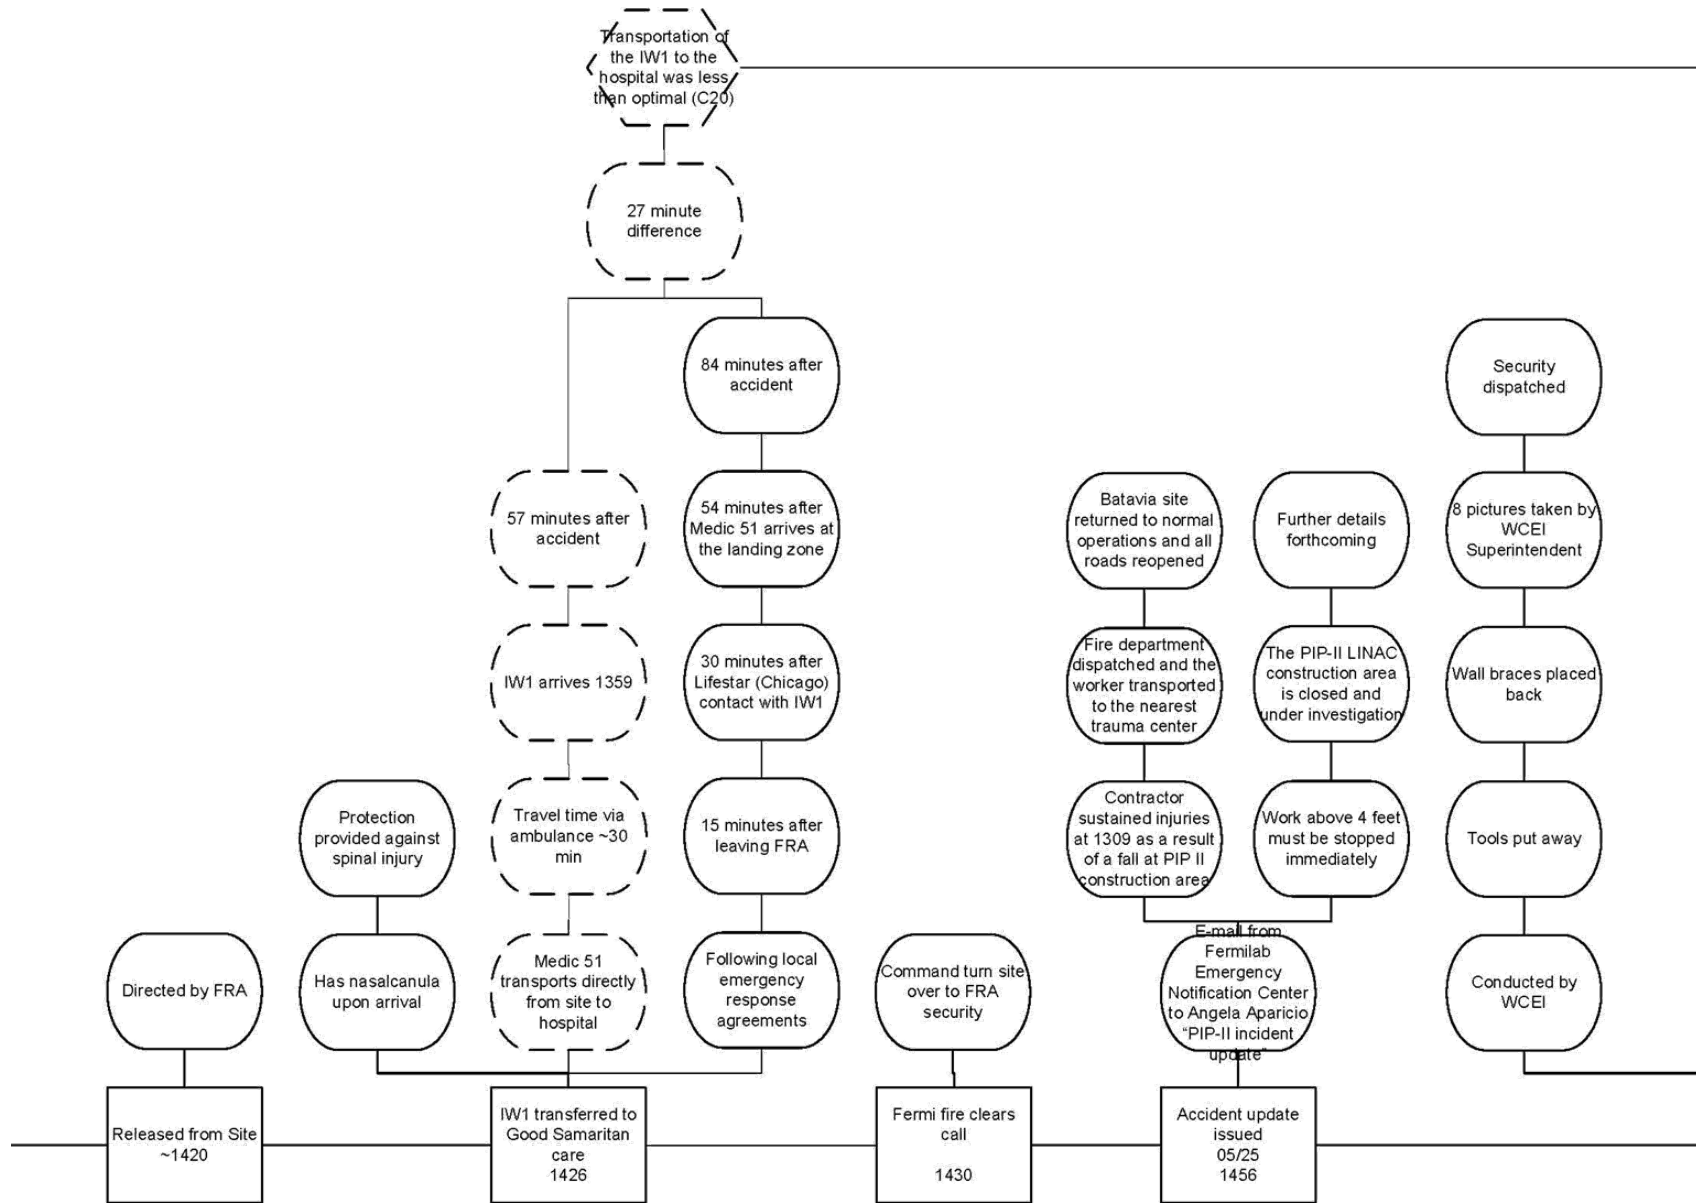 Transportation of
the IW1 to the
hospital was less
than optimal (C20)
27 minute
difference
84 minutes after
accident
Security
dispatched
57 minutes after
accident
54 minutes after
Medic 51 arrives at
the landing zone
Batavia site
returned to normal
operations and all
roads reopened
Further details
forthcoming
8 pictures taken by
WCEI
Superintendent
IW1 arrives 1359
30 minutes after
Lifestar (Chicago)
contact with IW1
Fire department
dispatched and the
worker transported
to the nearest
trauma center
The PIP-II LINAC
construction area
is closed and
under investigation
Wall braces placed
back
Protection
provided against
spinal injury
Travel time via
ambulance ~30
min
15 minutes after
leaving FRA
Contractor
sustained injuries
at 1309 as a result
of a fall at PIP II
construction area
Work above 4 feet
must be stopped
immediately
Tools put away
Directed by FRA
Has nasalcanula
upon arrival
Medic 51
transports directly
from site to
hospital
Following local
emergency
response
agreements
Command turn site
over to FRA
security
E-mail from
Fermilab
Emergency
Notification Center
to Angela Aparicio
“PIP-II incident
update”
Conducted by
WCEI
Released from Site
~1420
IW1 transferred to
Good Samaritan
care
1426
Fermi fire clears
call
1430
Accident update
issued
05/25
1456